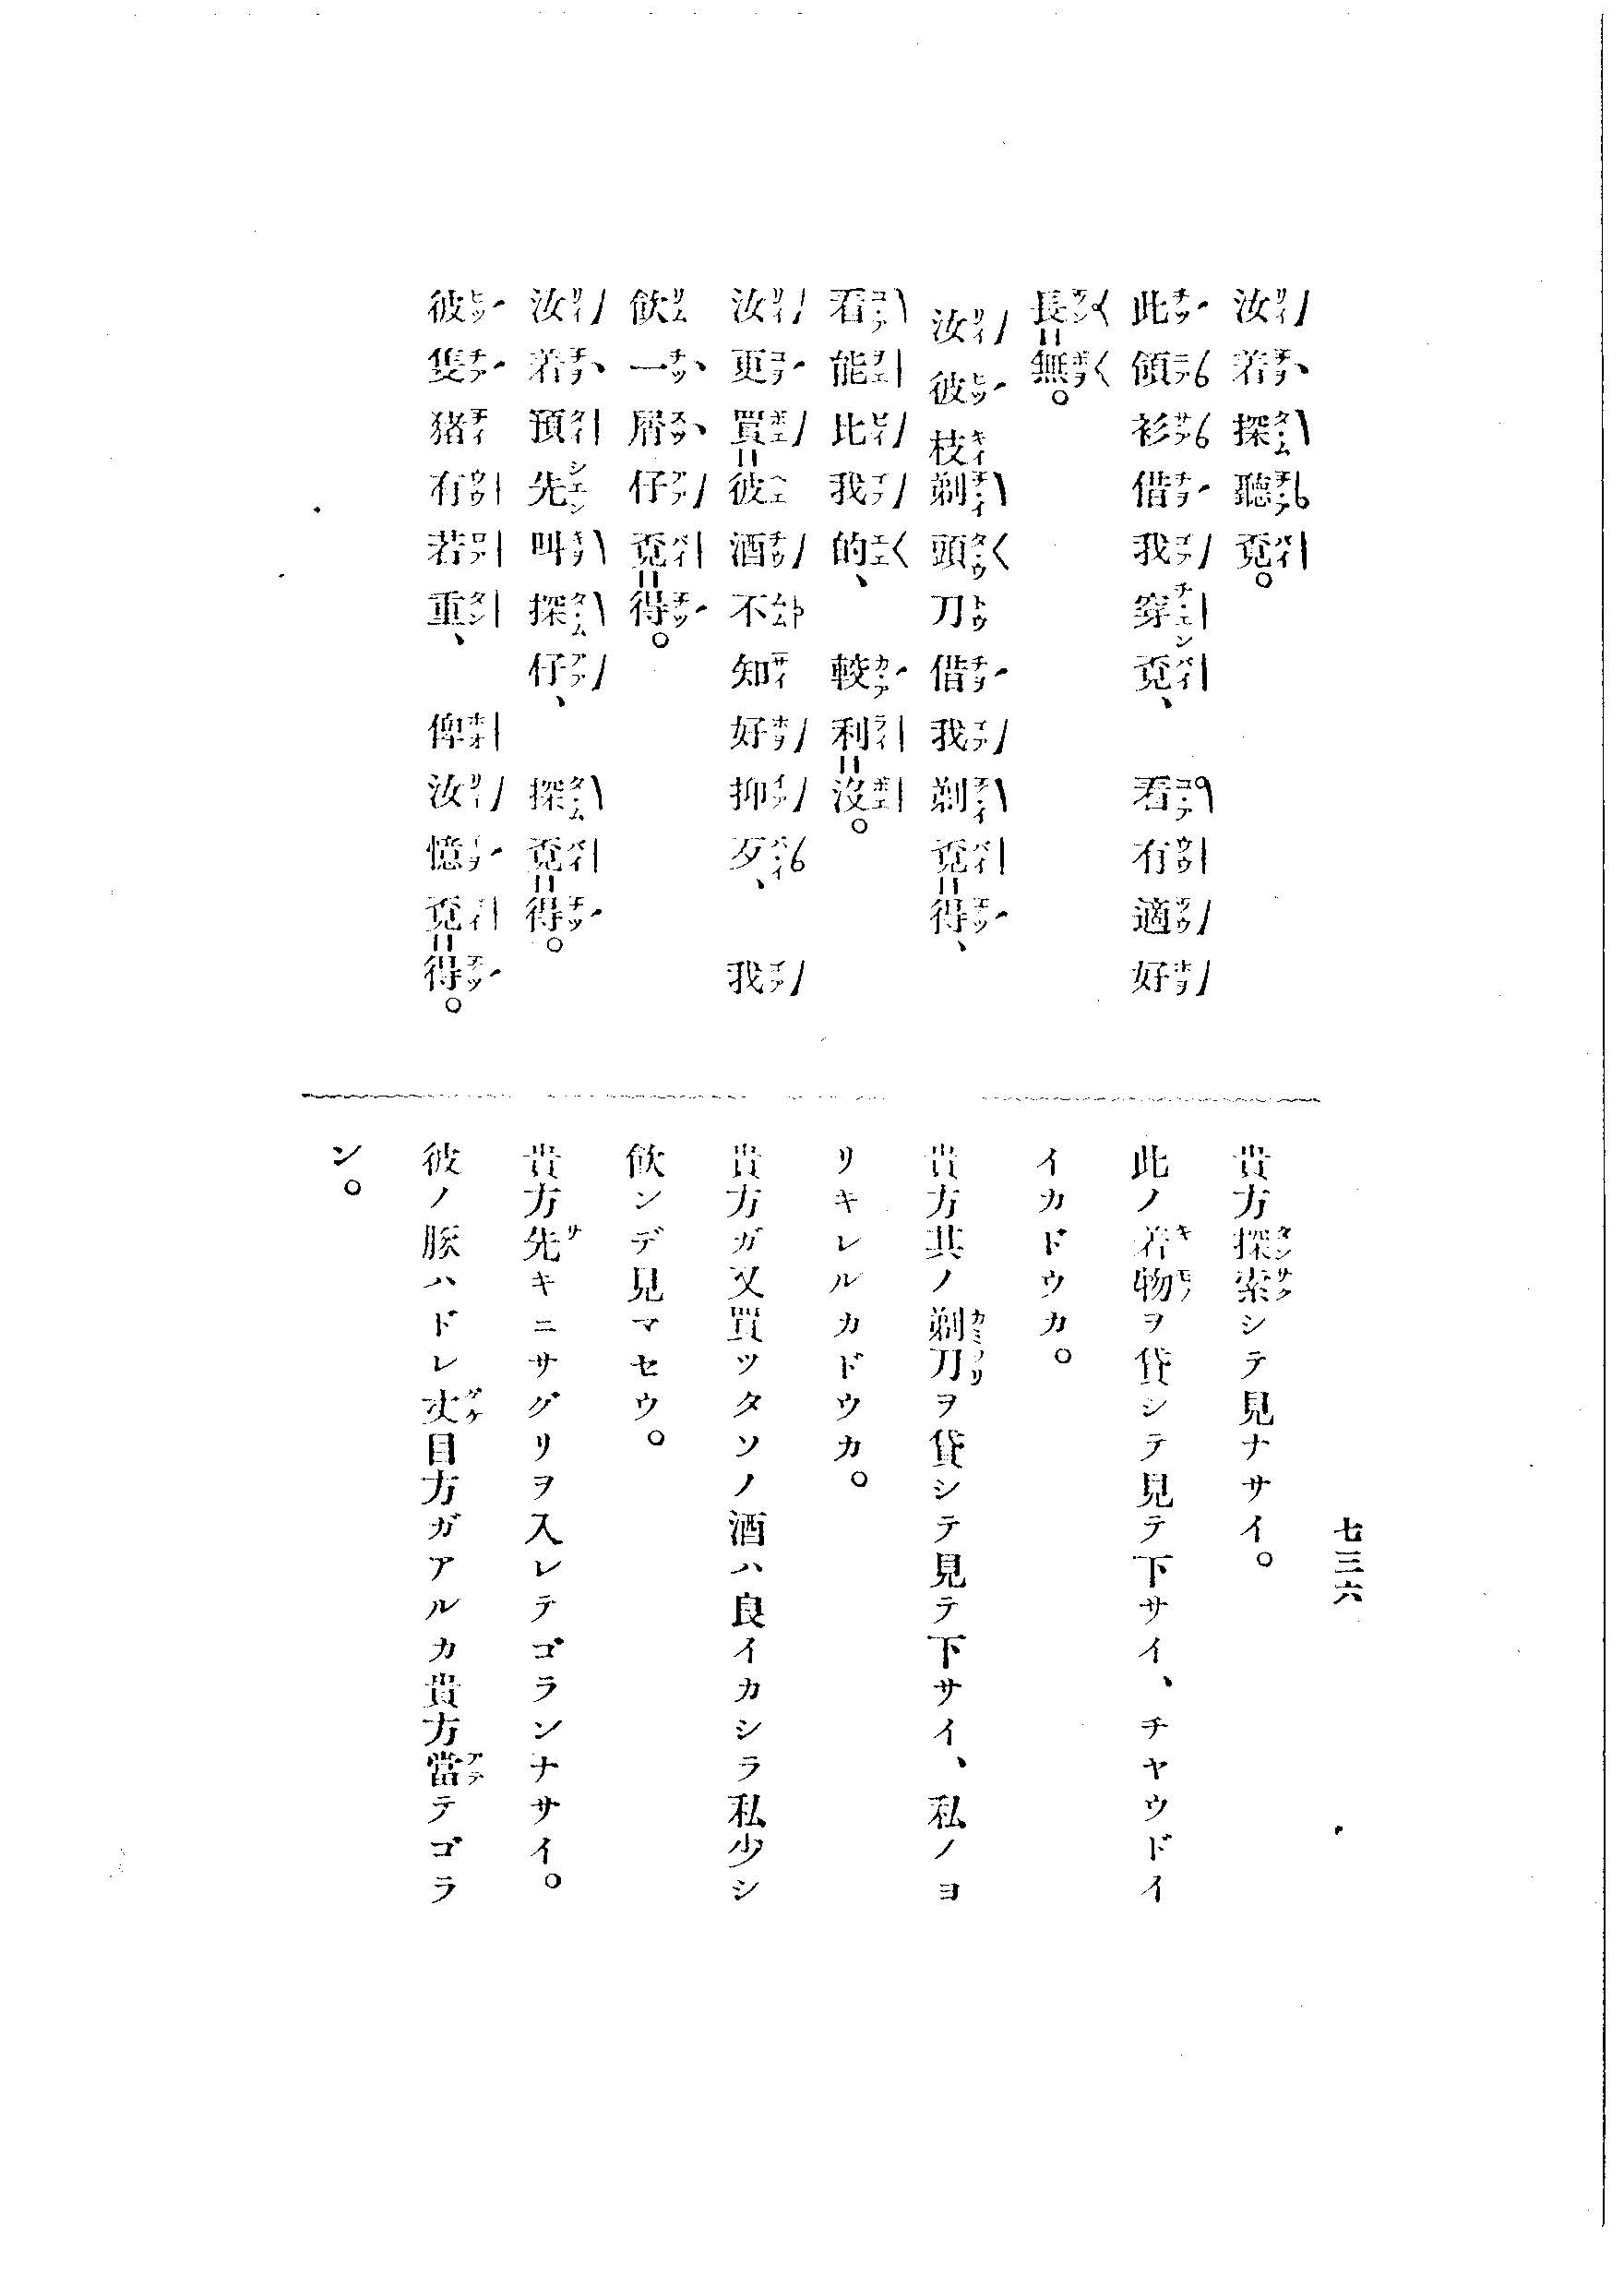 七三六
汝着探聽覓。
此領衫借我穿覓、看有適好
長＝無。
汝彼枝剃頭刀借我剃覓＝得、
看能比我的、較利＝沒。
汝更買＝彼酒不知好抑歹、我
飲一屑仔覓＝得。
汝着預先叫探仔、探覓＝得。
彼隻猪有若重、俾汝憶覓＝得。
貴方探索シテ見ナサイ。
此ノ着物ヲ貸シテ見テ下サイ、チヤウドイ
イカドウカ。
貴方其ノ剃刀ヲ貸シテ見テ下サイ、私ノヨ
リキレルカドウカ。
貴方ガ又買ツタソノ酒ハ良イカシラ私少シ
飲ンデ見マセウ。
貴方先キニサグリヲ入レテゴランナサイ。
彼ノ豚ハドレ丈目方ガアルカ貴方當テゴラ
ン。